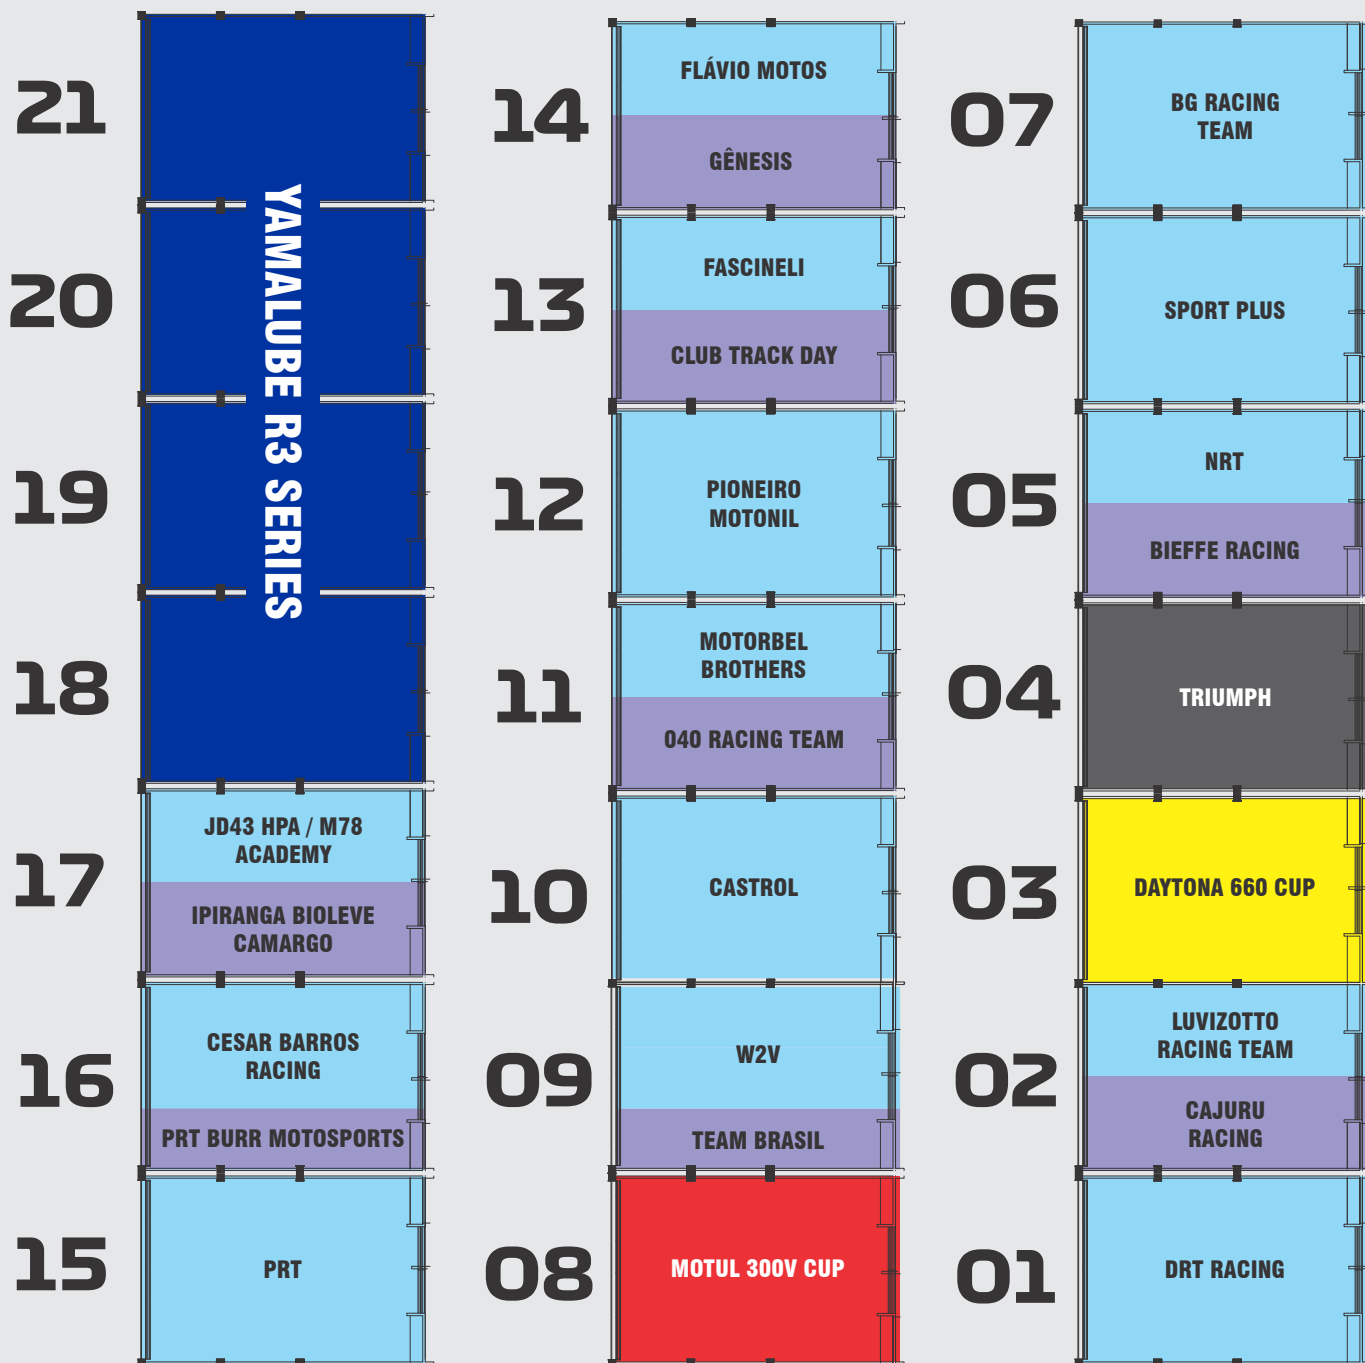 21
20
19
18
YAMALUBE R3 SERIES
17
JD43 HPA / M78
ACADEMY
IPIRANGA BIOLEVE
CAMARGO
16
CESAR BARROS
RACING
PRT BURR MOTOSPORTS
15
PRT
14
FLÁVIO MOTOS
GÊNESIS
13
FASCINELI
CLUB TRACK DAY
12
PIONEIRO
MOTONIL
11
MOTORBEL
BROTHERS
040 RACING TEAM
10
CASTROL
09
W2V
TEAM BRASIL
08
MOTUL 300V CUP
07
BG RACING
TEAM
06
SPORT PLUS
05
NRT
BIEFFE RACING
04
TRIUMPH
03
DAYTONA 660 CUP
02
LUVIZOTTO
RACING TEAM
CAJURU
RACING
01
DRT RACING